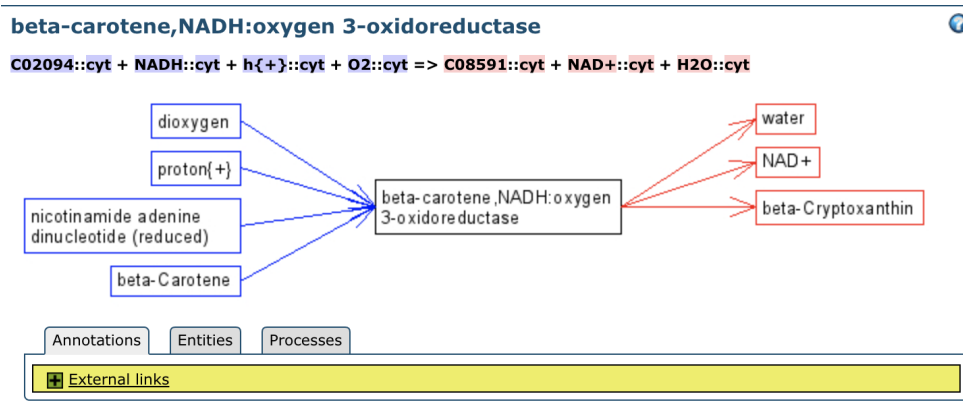 beta-carotene,NADH:oxygen 3-oxidoreductase
C02094::cyt + NADH::cyt + h{+}::cyt + O2::cyt => C08591::cyt + NAD+::cyt + H2O::cyt
dioxygen
proton{+}
nicotinamide adenine
dinucleotide (reduced)
beta-Carotene
beta-carotene,NADH:oxygen
3-oxidoreductase
water
NAD+
beta-Cryptoxanthin
Annotations
Entities
Processes
External links